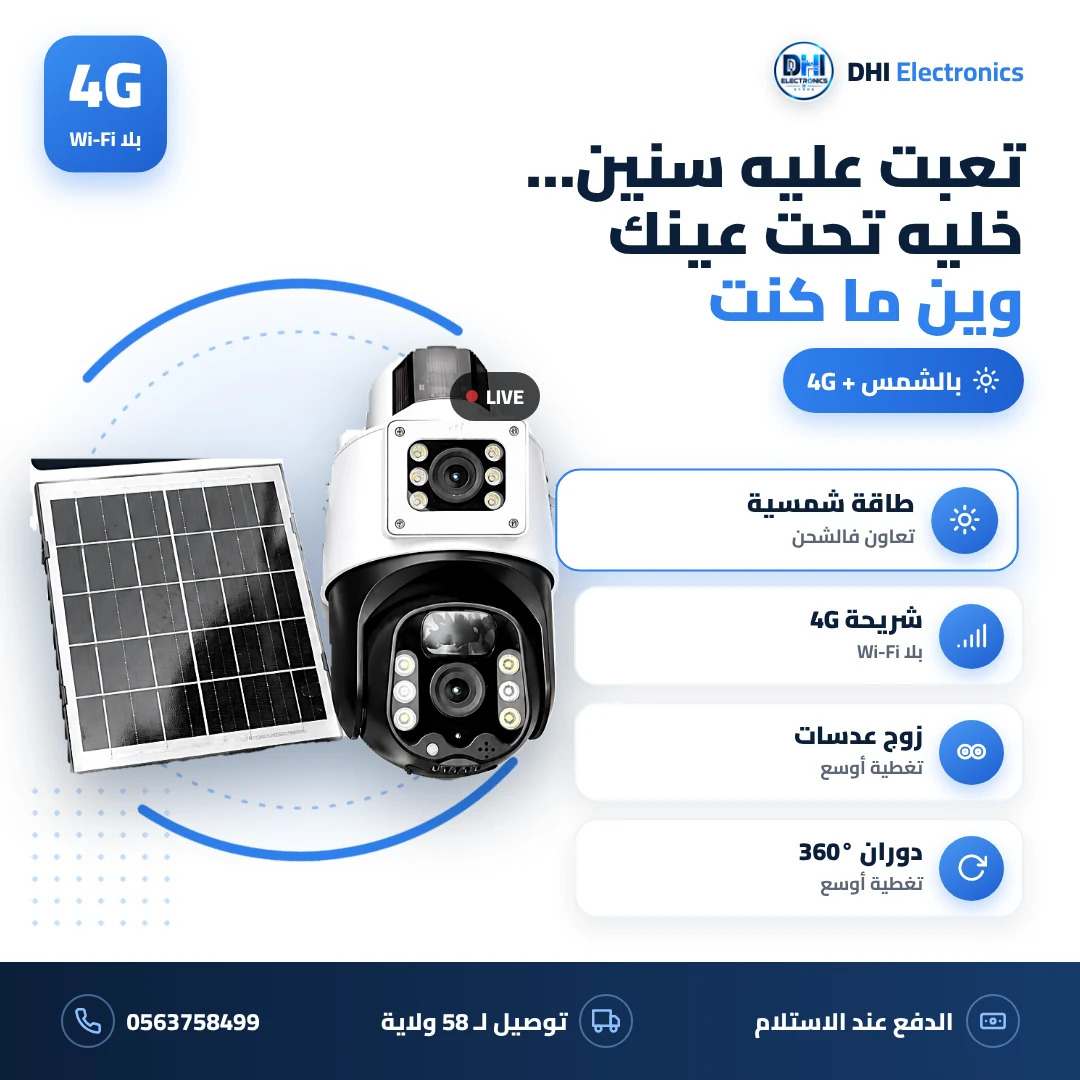 DHI Electronics
DHI
ELECTRONICS
4G
بلا Wi-Fi
تعبت عليه سنين...
خليه تحت عينك
وين ما كنت
بالشمس + 4G
LIVE
طاقة شمسية
تعاون فالشحن
شريحة 4G
بلا Wi-Fi
زوج عدسات
تغطية أوسع
دوران °360
تغطية أوسع
الدفع عند الاستلام
توصيل لـ 58 ولاية
0563758499